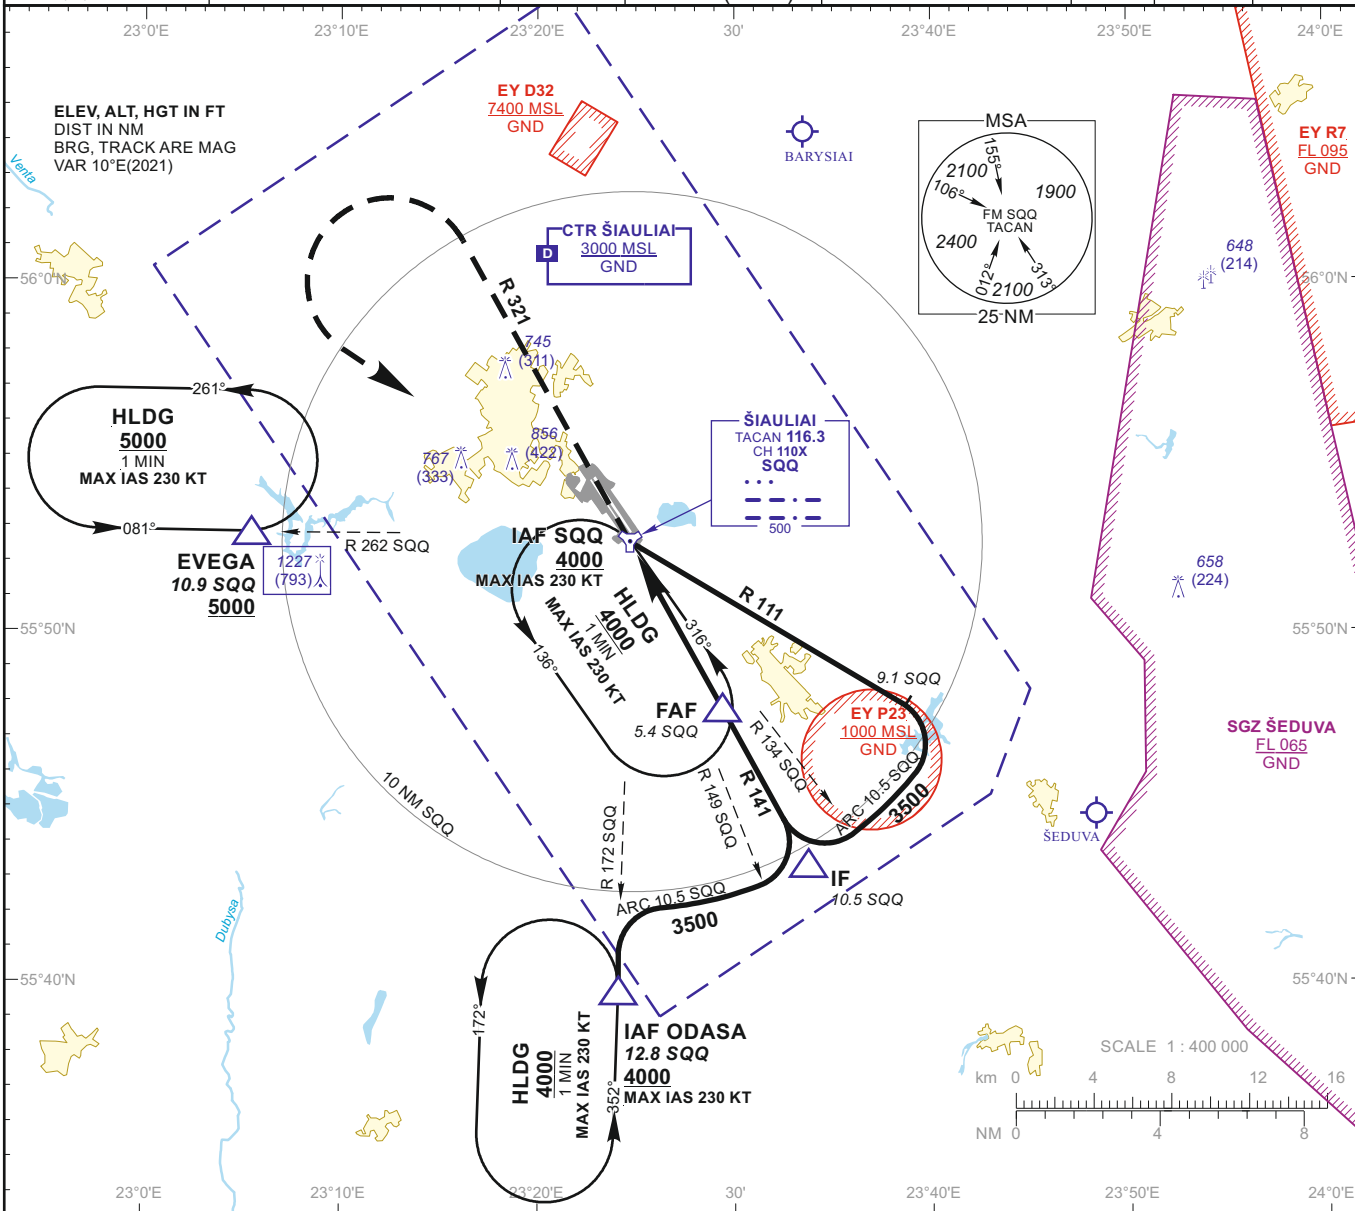 23°0'E 23°10'E 23°20'E 30' 23°40'E 23°50'E 24°0'E
ELEV, ALT, HGT IN FT
DIST IN NM
BRG, TRACK ARE MAG
VAR 10°E(2021)
Venta
EY D32
7400 MSL
GND
BARYSIAI
MSA
155°
2100
106°
1900
FM SQQ
TACAN
2400
012°
313°
2100
25 NM
EY R7
FL 095
GND
648
(214)
56°0'N
56°0'N
D
CTR ŠIAULIAI
3000 MSL
GND
R 321
745
(311)
261°
HLDG
5000
1 MIN
MAX IAS 230 KT
081°
EVEGA
10.9 SQQ
5000
1227
(793)
R 262 SQQ
767
(333)
856
(422)
ŠIAULIAI
TACAN 116.3
CH 110X
SQQ
500
IAF SQQ
4000
MAX IAS 230 KT
HLDG
4000
1 MIN
MAX IAS 230 KT
136°
316°
R 111
658
(224)
55°50'N
55°50'N
9.1 SQQ
FAF
5.4 SQQ
EY P23
1000 MSL
GND
R 134 SQQ
R 141
R 149 SQQ
R 172 SQQ
ARC 10.5 SQQ
3500
SGZ ŠEDUVA
FL 065
GND
10 NM SQQ
ŠEDUVA
IF
10.5 SQQ
ARC 10.5 SQQ
3500
Dubysa
55°40'N
55°40'N
172°
HLDG
4000
1 MIN
MAX IAS 230 KT
352°
IAF ODASA
12.8 SQQ
4000
MAX IAS 230 KT
SCALE 1 : 400 000
km 0 4 8 12 16
NM 0 4 8
23°0'E 23°10'E 23°20'E 30' 23°40'E 23°50'E 24°0'E